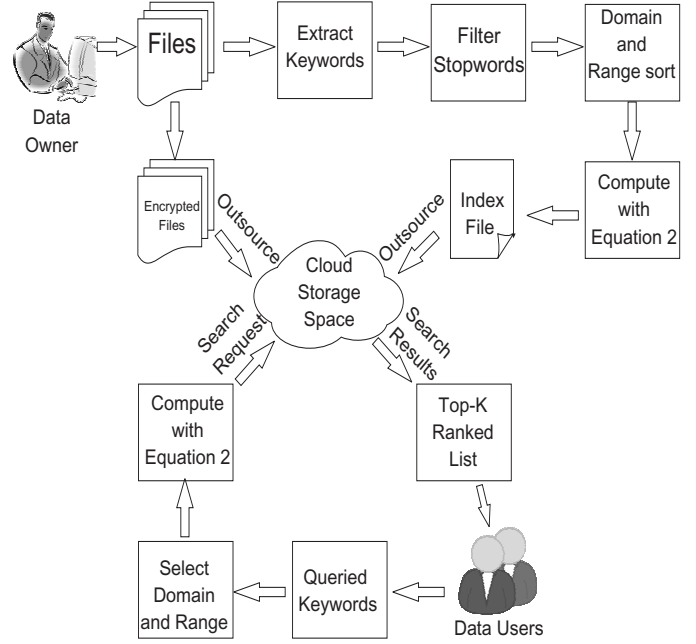 Files
Extract
Keywords
Filter
Stopwords
Domain
and
Range sort
Data
Owner
Encrypted
Files
Outsource
Outsource
Index
File
Compute
with
Equation 2
Cloud
Storage
Space
Search
Request
Search
Results
Compute
with
Equation 2
Top-K
Ranked
List
Select
Domain
and Range
Queried
Keywords
Data Users